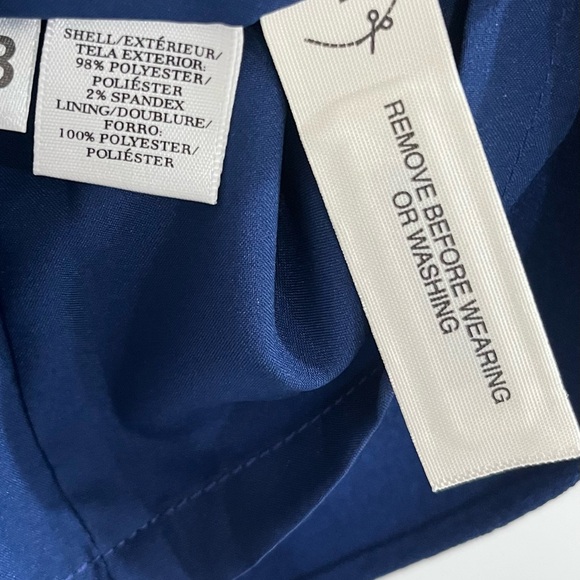 8
SHELL/EXTÉRIEUR/
TELA EXTERIOR:
98% POLYESTER/
POLIÉSTER
2% SPANDEX
LINING/DOUBLURE/
FORRO:
100% POLYESTER/
POLIÉSTER
REMOVE BEFORE WEARING
OR WASHING